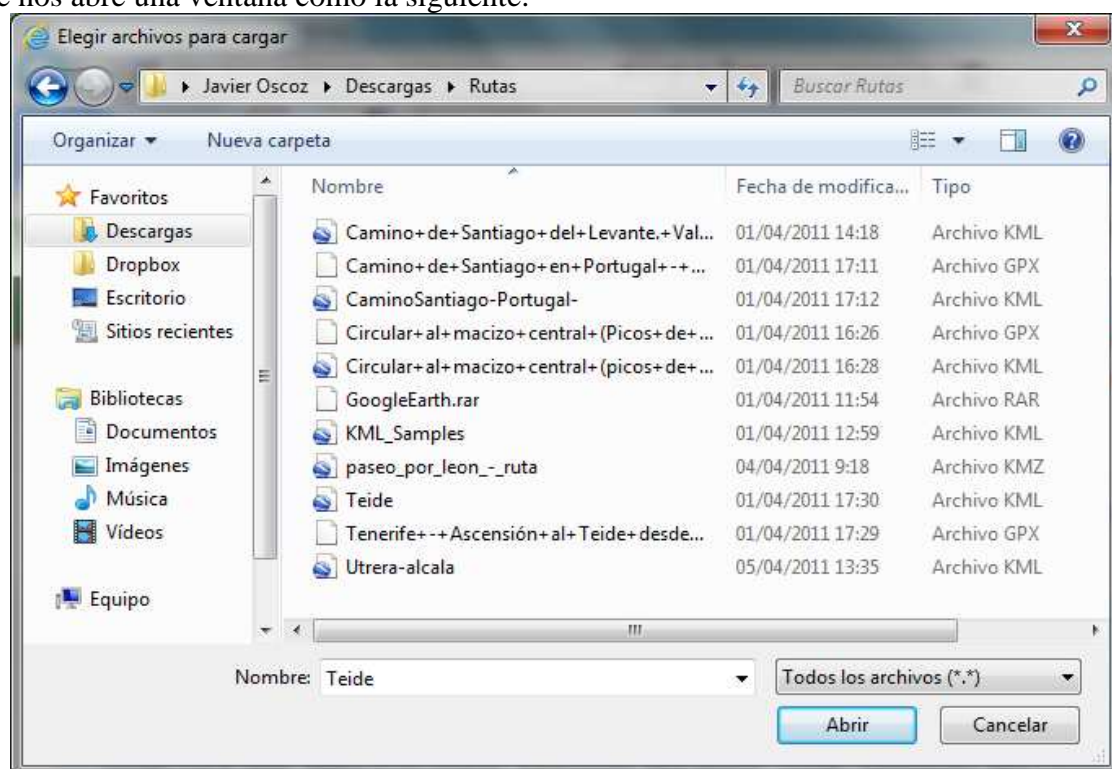 e nos abre una ventana como la siguiente.
Elegir archivos para cargar
Javier Oscoz Descargas Rutas Buscar Rutas
Organizar Nueva carpeta
Favoritos
Descargas
Dropbox
Escritorio
Sitios recientes
Bibliotecas
Documentos
Imágenes
Música
Vídeos
Equipo
Nombre Fecha de modifica... Tipo
Camino+de+Santiago+del+Levante.+Val... 01/04/2011 14:18 Archivo KML
Camino+de+Santiago+en+Portugal+-+... 01/04/2011 17:11 Archivo GPX
CaminoSantiago-Portugal- 01/04/2011 17:12 Archivo KML
Circular+al+macizo+central+(Picos+de+... 01/04/2011 16:26 Archivo GPX
Circular+al+macizo+central+(picos+de+... 01/04/2011 16:28 Archivo KML
GoogleEarth.rar 01/04/2011 11:54 Archivo RAR
KML_Samples 01/04/2011 12:59 Archivo KML
paseo_por_leon_-_ruta 04/04/2011 9:18 Archivo KMZ
Teide 01/04/2011 17:30 Archivo KML
Tenerife+-+Ascensión+al+Teide+desde... 01/04/2011 17:29 Archivo GPX
Utrera-alcala 05/04/2011 13:35 Archivo KML
Nombre: Teide Todos los archivos (*.*)
Abrir Cancelar